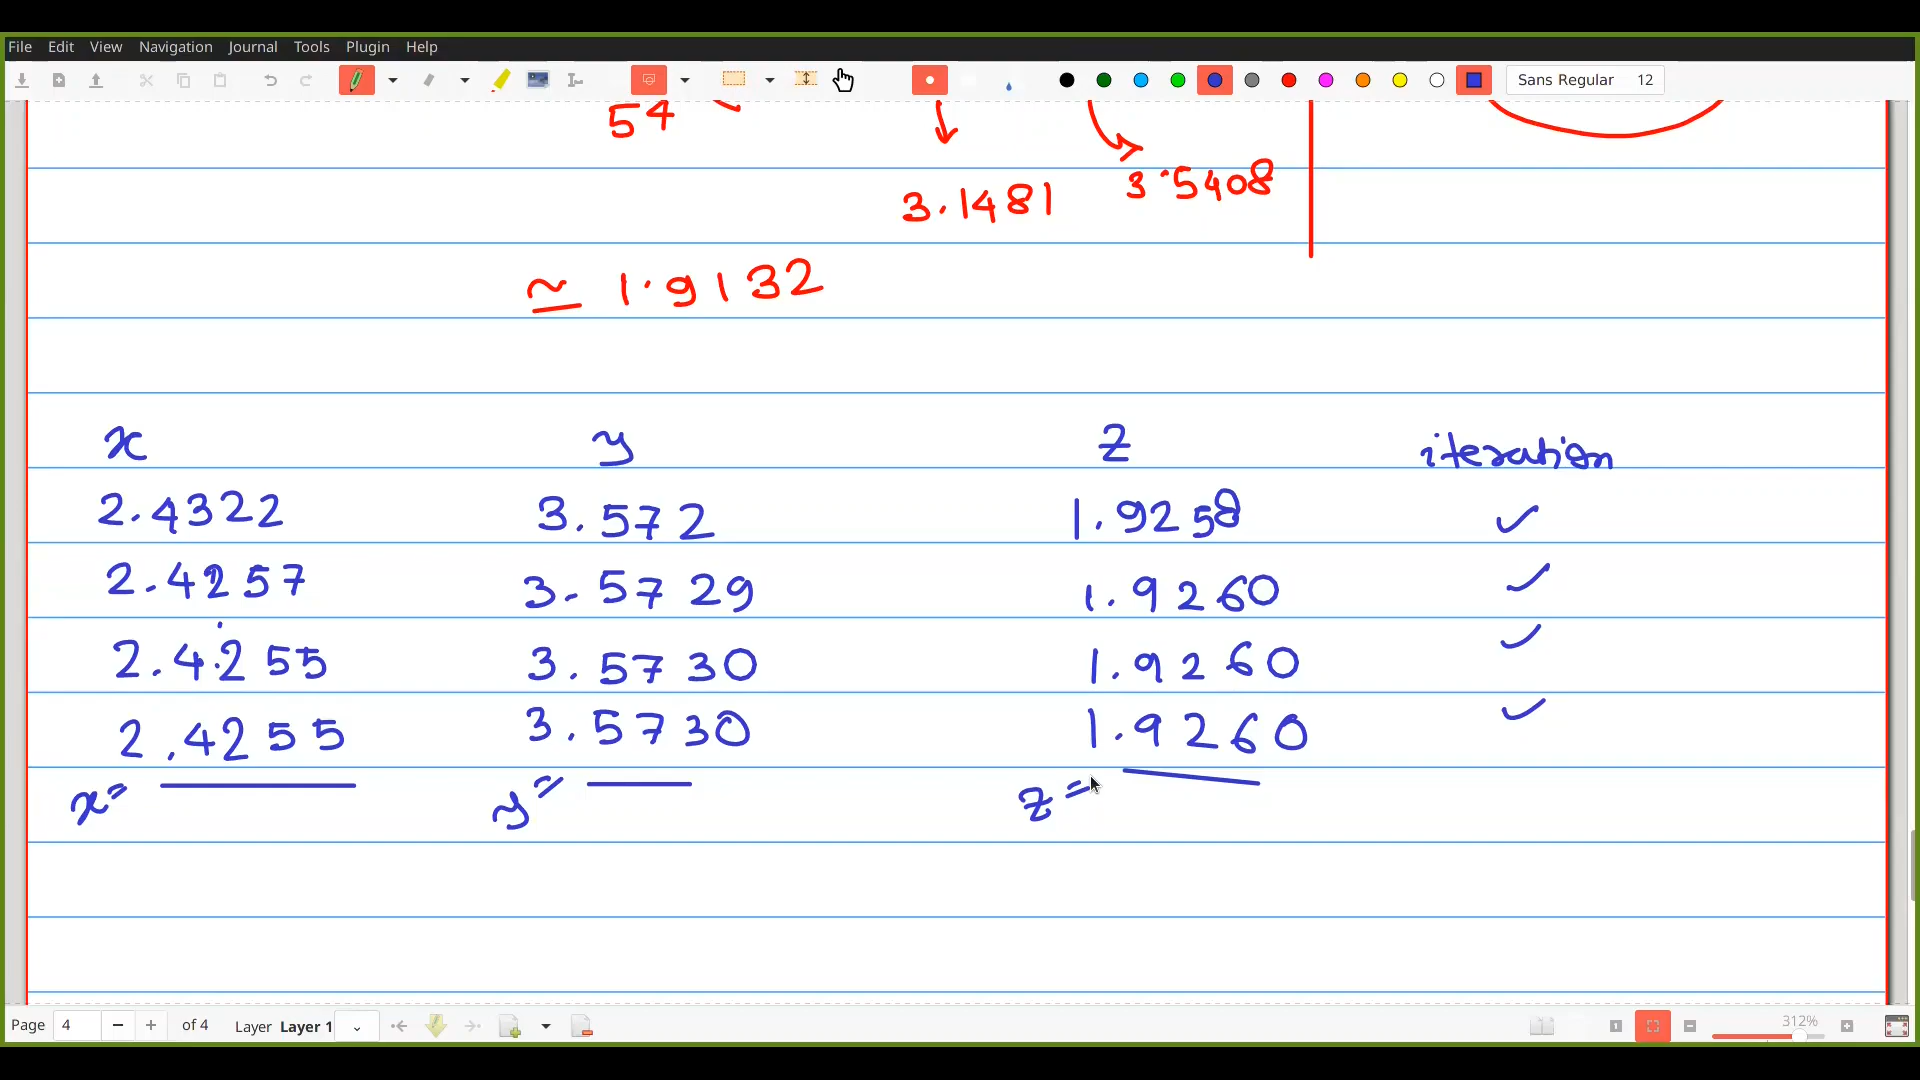 File Edit View Navigation Journal Tools Plugin Help
Sans Regular 12
54
3.1481 3.5408
≃ 1.9132
x y z iteration
2.4322 3.572 1.9258 ✓
2.4257 3.5729 1.9260 ✓
2.4255 3.5730 1.9260 ✓
2.4255 3.5730 1.9260 ✓
x= y= z=
Page 4 of 4 Layer Layer 1 312%